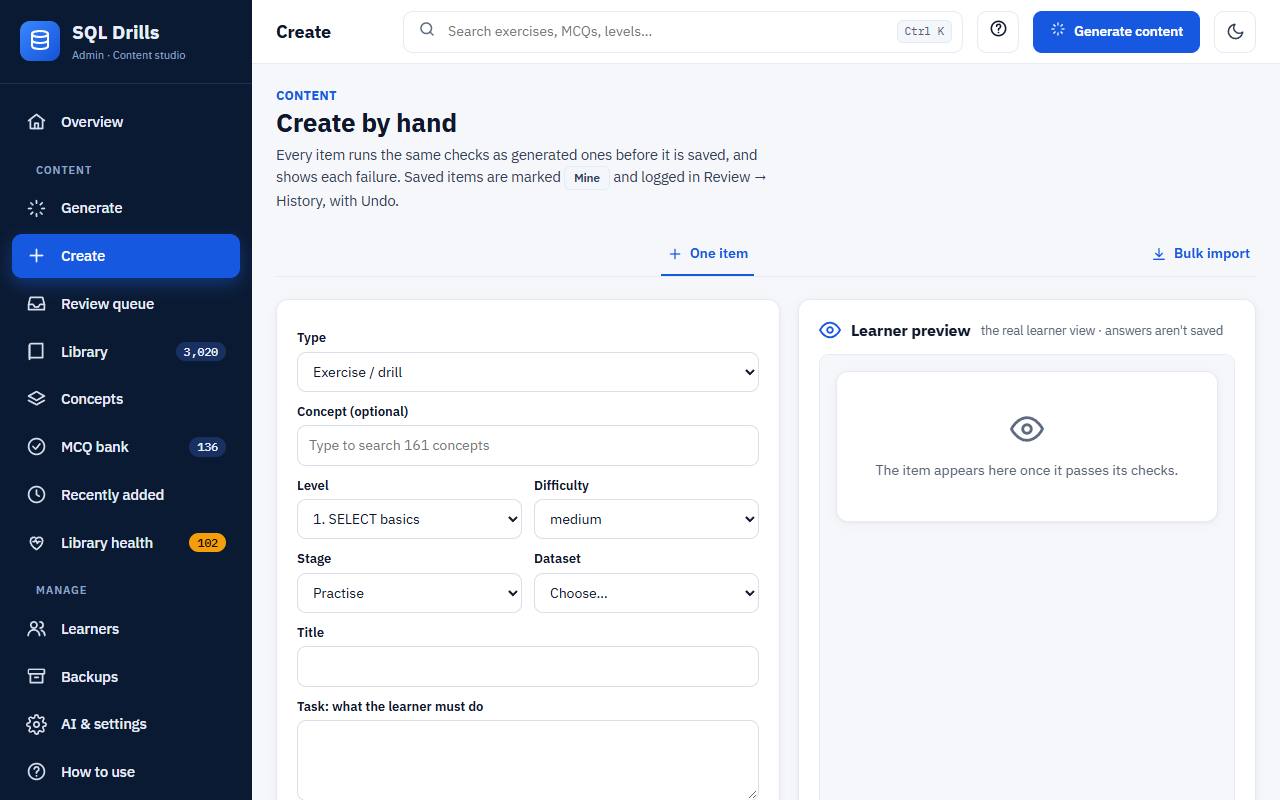 SQL Drills
Admin · Content studio
Overview
CONTENT
Generate
Create
Review queue
Library 3,020
Concepts
MCQ bank 136
Recently added
Library health 102
MANAGE
Learners
Backups
AI & settings
How to use
Create
Search exercises, MCQs, levels... Ctrl K
Generate content
CONTENT
Create by hand
Every item runs the same checks as generated ones before it is saved, and
shows each failure. Saved items are marked Mine and logged in Review →
History, with Undo.
One item
Bulk import
Type
Exercise / drill
Concept (optional)
Type to search 161 concepts
Level Difficulty
1. SELECT basics medium
Stage Dataset
Practise Choose...
Title
Task: what the learner must do
Learner preview the real learner view · answers aren't saved
The item appears here once it passes its checks.